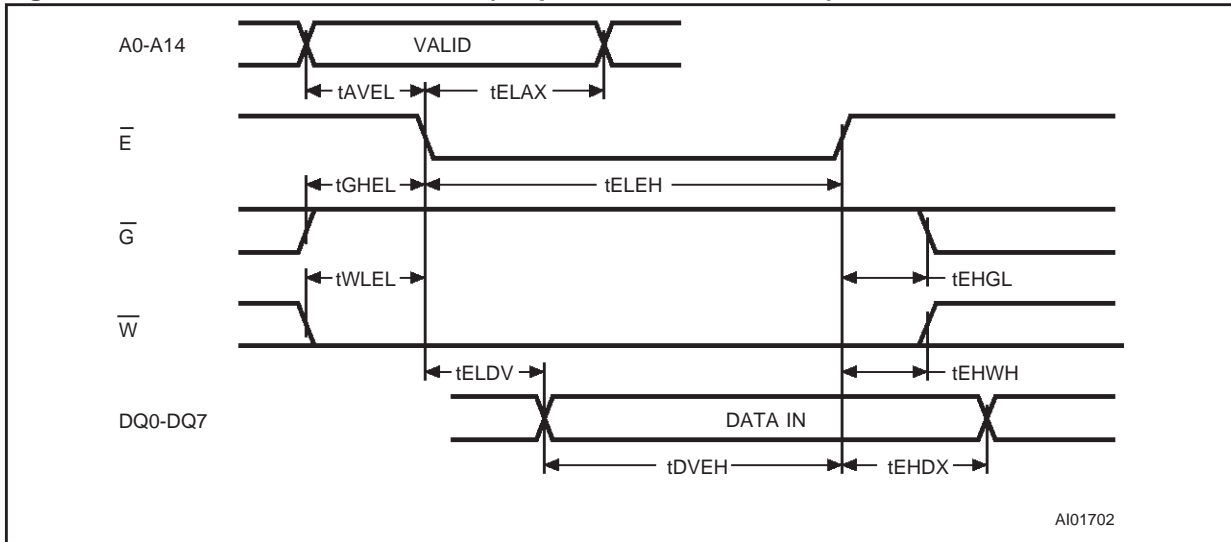 A0-A14
VALID
tAVEL
tELAX
E
tGHEL
tELEH
G
tWLEL
tEHGL
W
tELDV
tEHWH
DQ0-DQ7
DATA IN
tDVEH
tEHDX
AI01702